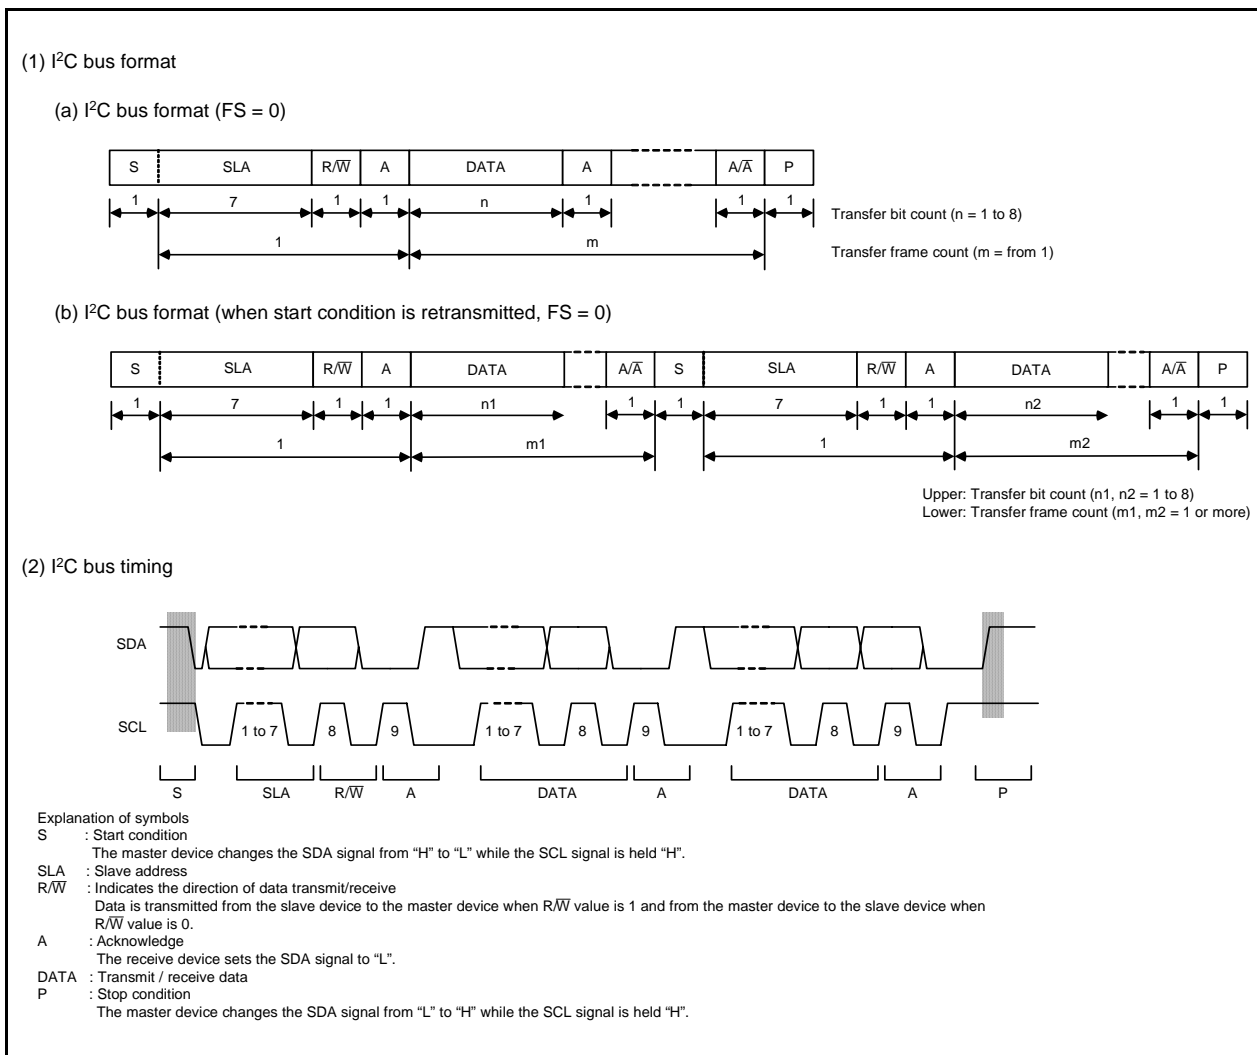 (1) I²C bus format
(a) I²C bus format (FS = 0)
S SLA R/W̅ A DATA A A/A̅ P
1 7 1 1 n 1 1 1
Transfer bit count (n = 1 to 8)
1 m
Transfer frame count (m = from 1)
(b) I²C bus format (when start condition is retransmitted, FS = 0)
S SLA R/W̅ A DATA A/A̅ S SLA R/W̅ A DATA A/A̅ P
1 7 1 1 n1 1 1 7 1 1 n2 1 1
1 m1 1 m2
Upper: Transfer bit count (n1, n2 = 1 to 8)
Lower: Transfer frame count (m1, m2 = 1 or more)
(2) I²C bus timing
SDA
SCL 1 to 7 8 9 1 to 7 8 9 1 to 7 8 9
S SLA R/W̅ A DATA A DATA A P
Explanation of symbols
S : Start condition
The master device changes the SDA signal from “H” to “L” while the SCL signal is held “H”.
SLA : Slave address
R/W̅ : Indicates the direction of data transmit/receive
Data is transmitted from the slave device to the master device when R/W̅ value is 1 and from the master device to the slave device when
R/W̅ value is 0.
A : Acknowledge
The receive device sets the SDA signal to “L”.
DATA : Transmit / receive data
P : Stop condition
The master device changes the SDA signal from “L” to “H” while the SCL signal is held “H”.